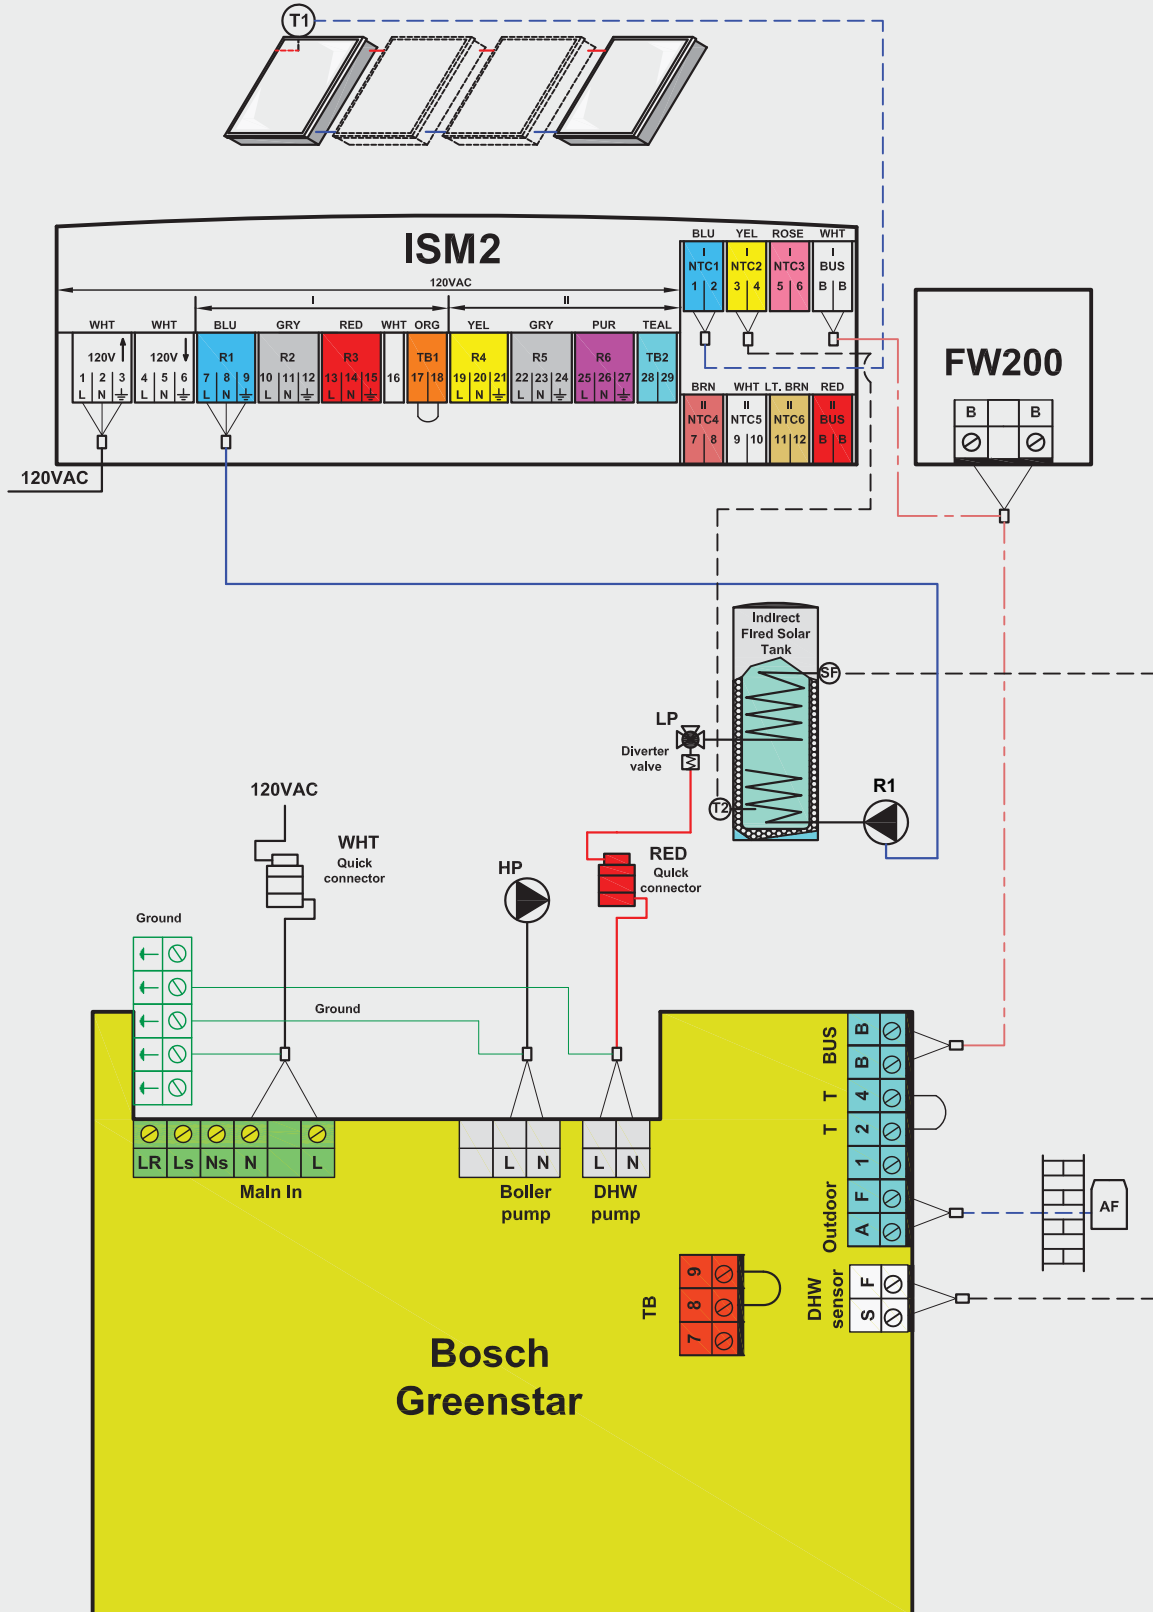 T1
ISM2
120VAC
I II
WHT WHT BLU GRY RED WHT ORG YEL GRY PUR TEAL
120V 120V R1 R2 R3 TB1 R4 R5 R6 TB2
1 2 3 4 5 6 7 8 9 10 11 12 13 14 15 16 17 18 19 20 21 22 23 24 25 26 27 28 29
L N L N L N L N L N L N L N L N
BLU YEL ROSE WHT
I I I I
NTC1 NTC2 NTC3 BUS
1 2 3 4 5 6 B B
BRN WHT LT. BRN RED
II II II II
NTC4 NTC5 NTC6 BUS
7 8 9 10 11 12 B B
120VAC
FW200
B B
Indirect
Fired Solar
Tank
SF
LP
Diverter
valve
T2
R1
120VAC
WHT
Quick
connector
HP
RED
Quick
connector
Ground
Ground
LR Ls Ns N L
Main In
L N
Boiler
pump
L N
DHW
pump
BUS
B
B
T
4
T
2
1
Outdoor
F
A
AF
DHW
sensor
F
S
TB
9
8
7
Bosch
Greenstar